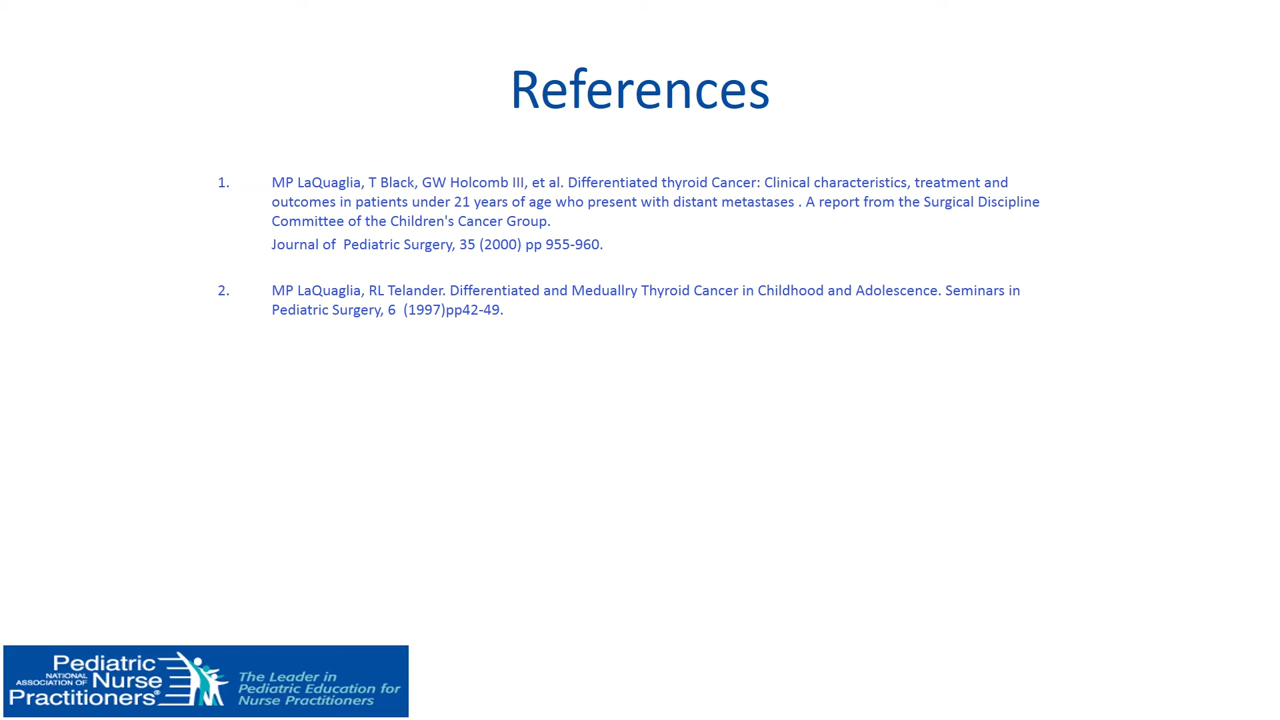 References
1. MP LaQuaglia, T Black, GW Holcomb III, et al. Differentiated thyroid Cancer: Clinical characteristics, treatment and
outcomes in patients under 21 years of age who present with distant metastases . A report from the Surgical Discipline
Committee of the Children's Cancer Group.
Journal of  Pediatric Surgery, 35 (2000) pp 955-960.
2. MP LaQuaglia, RL Telander. Differentiated and Meduallry Thyroid Cancer in Childhood and Adolescence. Seminars in
Pediatric Surgery, 6  (1997)pp42-49.
Pediatric
NATIONAL
ASSOCIATION OF
Nurse
Practitioners®
The Leader in
Pediatric Education for
Nurse Practitioners